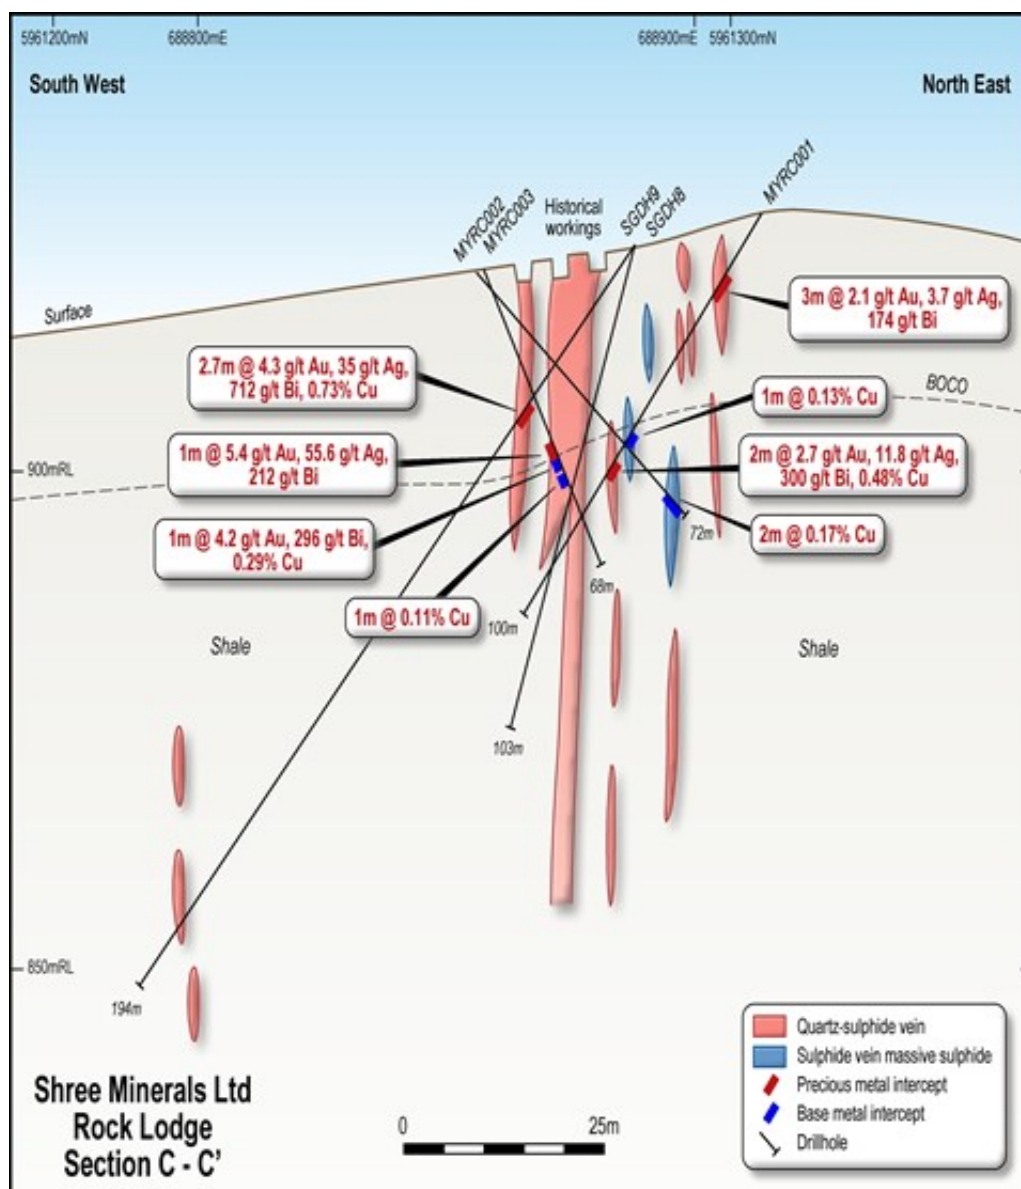 5961200mN
688800mE
688900mE
5961300mN
South West
North East
MYRC002
MYRC003
Historical
workings
SGDH9
SGDH8
MYRC001
Surface
3m @ 2.1 g/t Au, 3.7 g/t Ag,
174 g/t Bi
2.7m @ 4.3 g/t Au, 35 g/t Ag,
712 g/t Bi, 0.73% Cu
BOCO
1m @ 0.13% Cu
1m @ 5.4 g/t Au, 55.6 g/t Ag,
212 g/t Bi
2m @ 2.7 g/t Au, 11.8 g/t Ag,
300 g/t Bi, 0.48% Cu
900mRL
1m @ 4.2 g/t Au, 296 g/t Bi,
0.29% Cu
72m
2m @ 0.17% Cu
68m
1m @ 0.11% Cu
100m
Shale
Shale
103m
850mRL
194m
Quartz-sulphide vein
Sulphide vein massive sulphide
Precious metal intercept
Base metal intercept
Drillhole
Shree Minerals Ltd
Rock Lodge
Section C - C'
0
25m